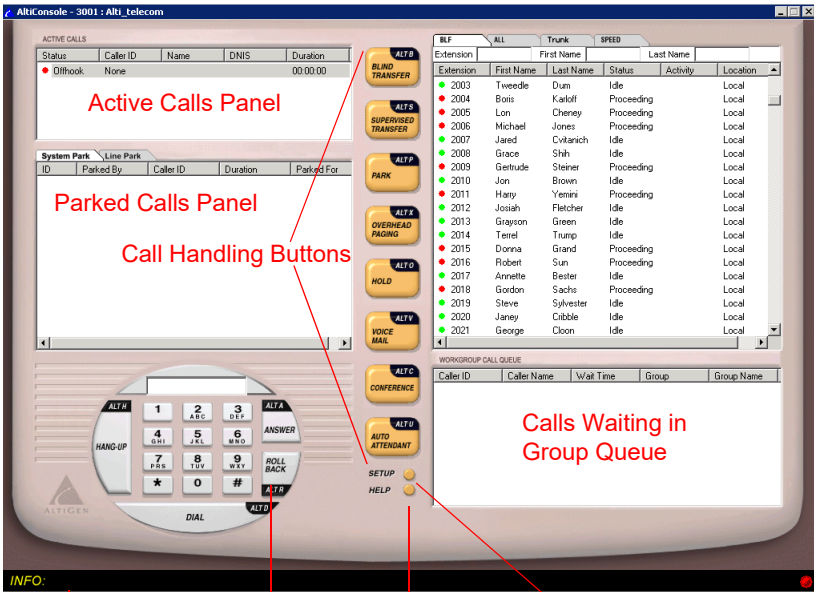 AltiConsole - 3001 : Alti_telecom
ACTIVE CALLS
Status Caller ID Name DNIS Duration
Offhook None 00:00:00
Active Calls Panel
System Park Line Park
ID Parked By Caller ID Duration Parked For
Parked Calls Panel
Call Handling Buttons
ALT B
BLIND
TRANSFER
ALT S
SUPERVISED
TRANSFER
ALT P
PARK
ALT X
OVERHEAD
PAGING
ALT O
HOLD
ALT V
VOICE
MAIL
ALT C
CONFERENCE
ALT U
AUTO
ATTENDANT
SETUP
HELP
BLF ALL Trunk SPEED
Extension First Name Last Name
Extension First Name Last Name Status Activity Location
2003 Tweedle Dum Idle Local
2004 Boris Karloff Proceeding Local
2005 Lon Cheney Proceeding Local
2006 Michael Jones Proceeding Local
2007 Jared Cvitanich Idle Local
2008 Grace Shih Idle Local
2009 Gertrude Steiner Proceeding Local
2010 Jon Brown Idle Local
2011 Harry Yemini Proceeding Local
2012 Josiah Fletcher Idle Local
2013 Grayson Green Idle Local
2014 Terrel Trump Idle Local
2015 Donna Grand Proceeding Local
2016 Robert Sun Proceeding Local
2017 Annette Bester Idle Local
2018 Gordon Sachs Proceeding Local
2019 Steve Sylvester Idle Local
2020 Janey Cribble Idle Local
2021 George Cloon Idle Local
WORKGROUP CALL QUEUE
Caller ID Caller Name Wait Time Group Group Name
Calls Waiting in
Group Queue
ALT H
HANG-UP
1 2 ABC 3 DEF
4 GHI 5 JKL 6 MNO
7 PRS 8 TUV 9 WXY
* 0 #
ALT A
ANSWER
ROLL
BACK
ALT R
ALT D
DIAL
ALTIGEN
INFO: